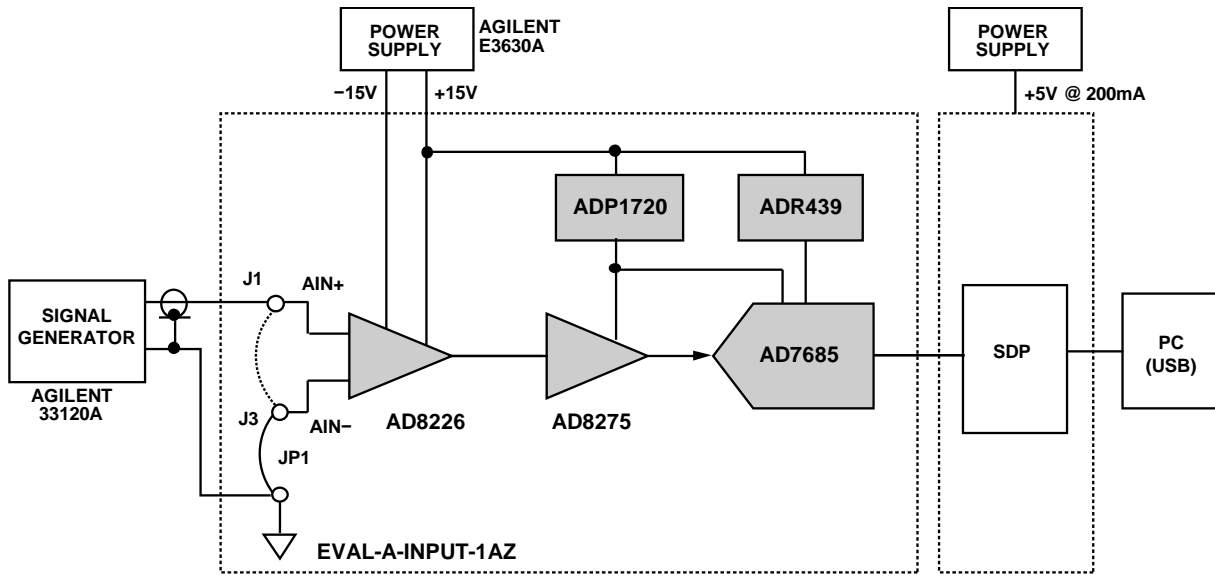 POWER
SUPPLY
AGILENT
E3630A
POWER
SUPPLY
−15V
+15V
+5V @ 200mA
ADP1720
ADR439
J1
AIN+
SIGNAL
GENERATOR
AGILENT
33120A
J3
AIN−
JP1
AD8226
AD8275
AD7685
SDP
PC
(USB)
EVAL-A-INPUT-1AZ